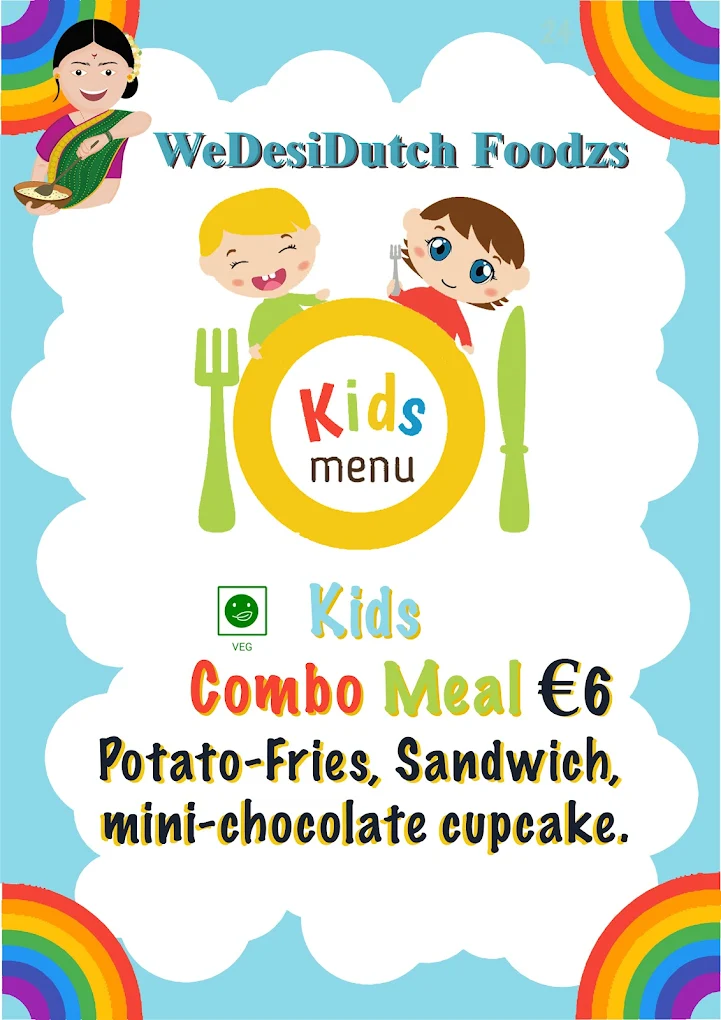 WeDesiDutch Foodzs
Kids
menu
VEG
Kids
Combo Meal €6
Potato-Fries, Sandwich,
mini-chocolate cupcake.